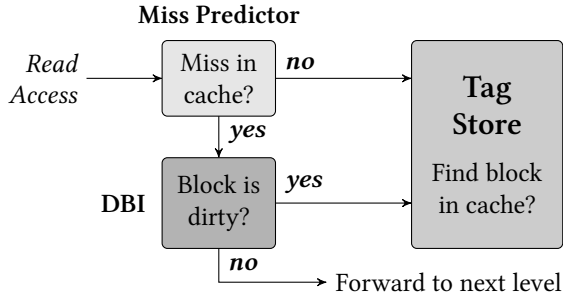 Miss Predictor
Read
Access
Miss in
cache?
no
yes
DBI
Block is
dirty?
yes
no
Tag
Store
Find block
in cache?
Forward to next level